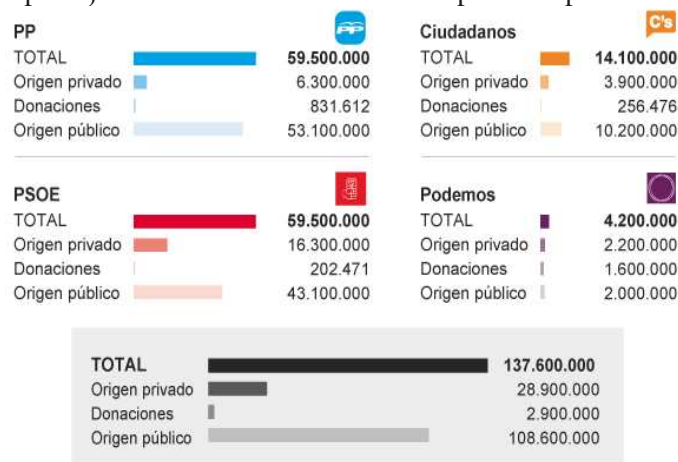 PP
TOTAL 59.500.000
Origen privado 6.300.000
Donaciones 831.612
Origen público 53.100.000
Ciudadanos C's
TOTAL 14.100.000
Origen privado 3.900.000
Donaciones 256.476
Origen público 10.200.000
PSOE
TOTAL 59.500.000
Origen privado 16.300.000
Donaciones 202.471
Origen público 43.100.000
Podemos
TOTAL 4.200.000
Origen privado 2.200.000
Donaciones 1.600.000
Origen público 2.000.000
TOTAL 137.600.000
Origen privado 28.900.000
Donaciones 2.900.000
Origen público 108.600.000